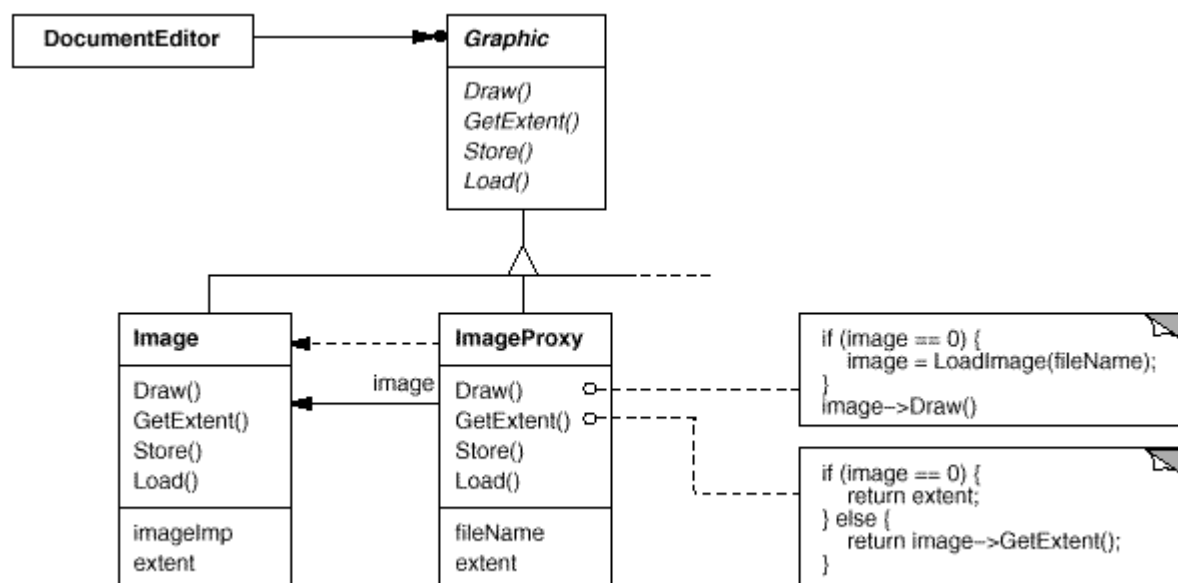 DocumentEditor
Graphic
Draw()
GetExtent()
Store()
Load()
Image
Draw()
GetExtent()
Store()
Load()
imageImp
extent
image
ImageProxy
Draw()
GetExtent()
Store()
Load()
fileName
extent
if (image == 0) {
image = LoadImage(fileName);
}
image->Draw()
if (image == 0) {
return extent;
} else {
return image->GetExtent();
}